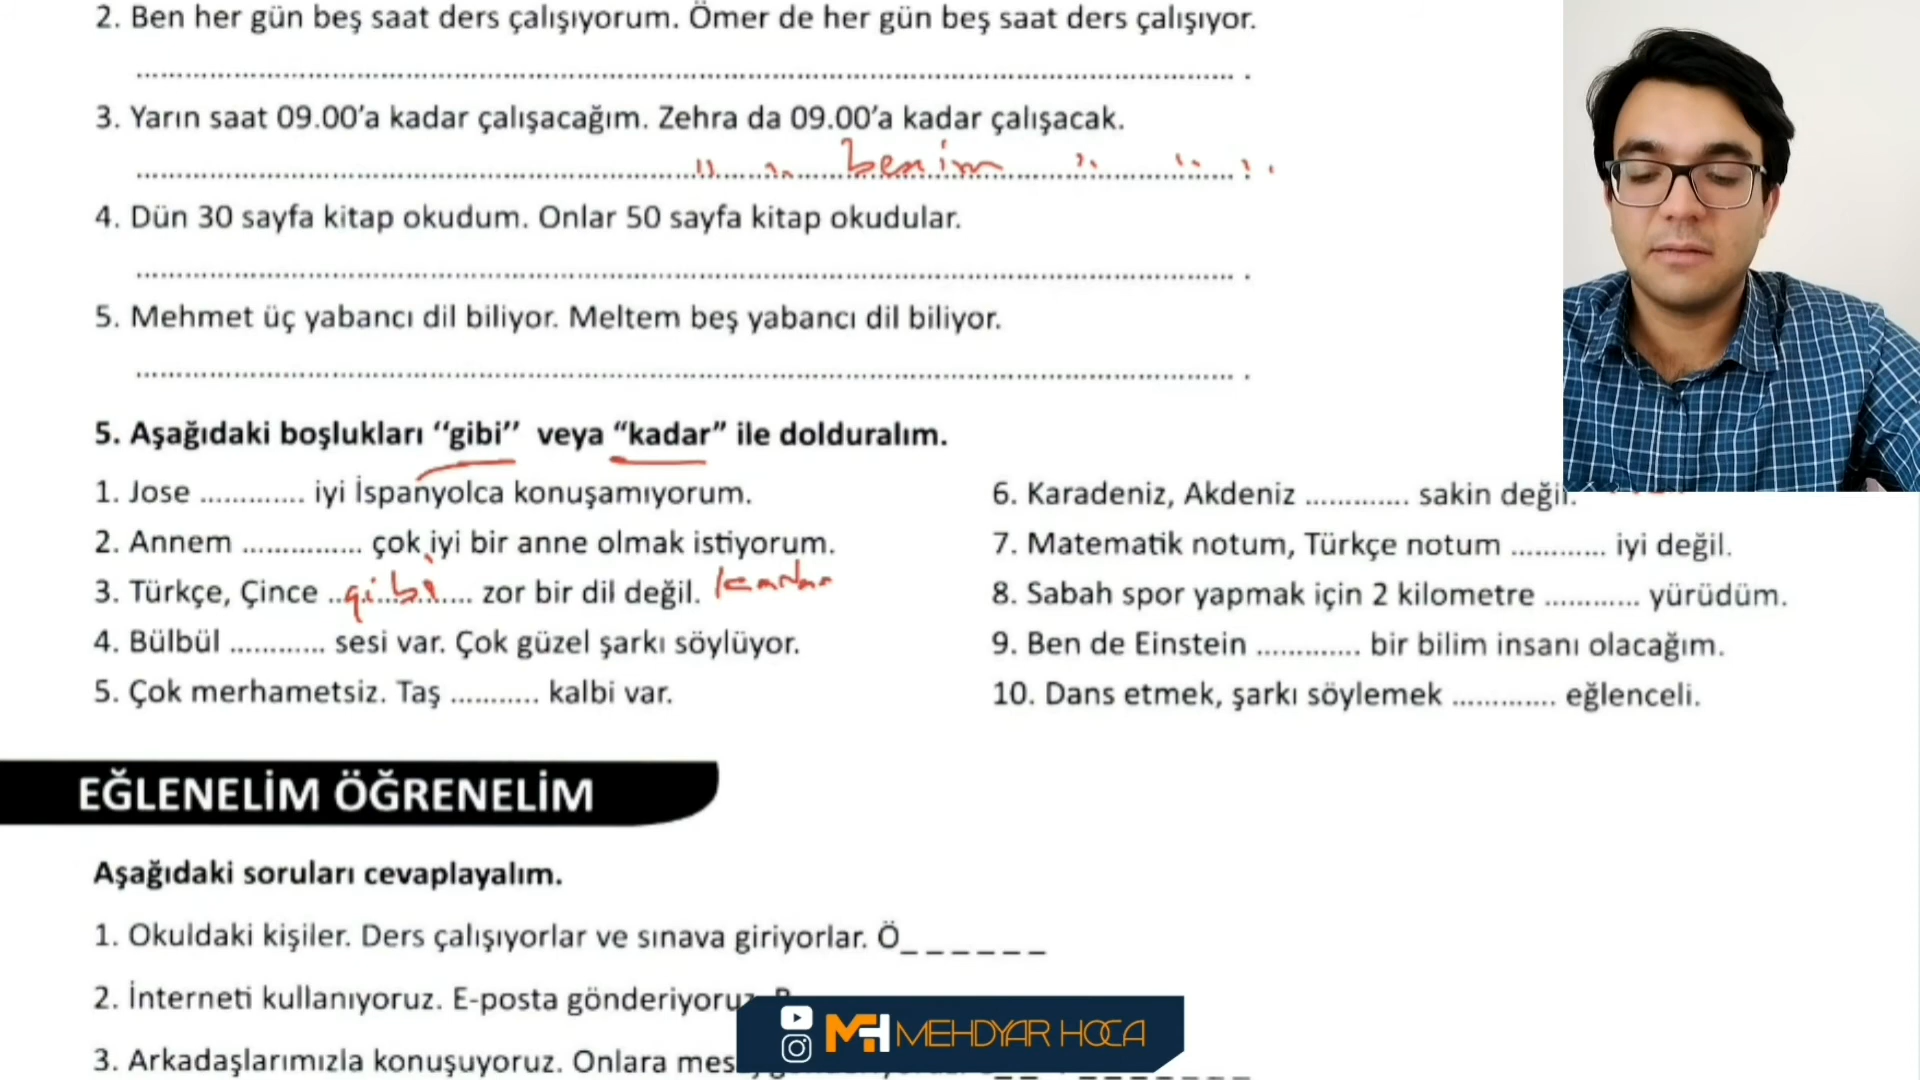 2. Ben her gün beş saat ders çalışıyorum. Ömer de her gün beş saat ders çalışıyor.
3. Yarın saat 09.00'a kadar çalışacağım. Zehra da 09.00'a kadar çalışacak.
benim
4. Dün 30 sayfa kitap okudum. Onlar 50 sayfa kitap okudular.
5. Mehmet üç yabancı dil biliyor. Meltem beş yabancı dil biliyor.
5. Aşağıdaki boşlukları ‘‘gibi’’ veya “kadar” ile dolduralım.
1. Jose ............. iyi İspanyolca konuşamıyorum.
2. Annem ............... çok iyi bir anne olmak istiyorum.
3. Türkçe, Çince ..gibi.. zor bir dil değil. kadar
4. Bülbül ............ sesi var. Çok güzel şarkı söylüyor.
5. Çok merhametsiz. Taş ........... kalbi var.
6. Karadeniz, Akdeniz ............. sakin değil.
7. Matematik notum, Türkçe notum ............ iyi değil.
8. Sabah spor yapmak için 2 kilometre ............ yürüdüm.
9. Ben de Einstein ............. bir bilim insanı olacağım.
10. Dans etmek, şarkı söylemek ............. eğlenceli.
EĞLENELİM ÖĞRENELİM
Aşağıdaki soruları cevaplayalım.
1. Okuldaki kişiler. Ders çalışıyorlar ve sınava giriyorlar. Ö_ _ _ _ _ _
2. İnterneti kullanıyoruz. E-posta gönderiyoruz.
3. Arkadaşlarımızla konuşuyoruz. Onlara mes
MH MEHDYAR HOCA